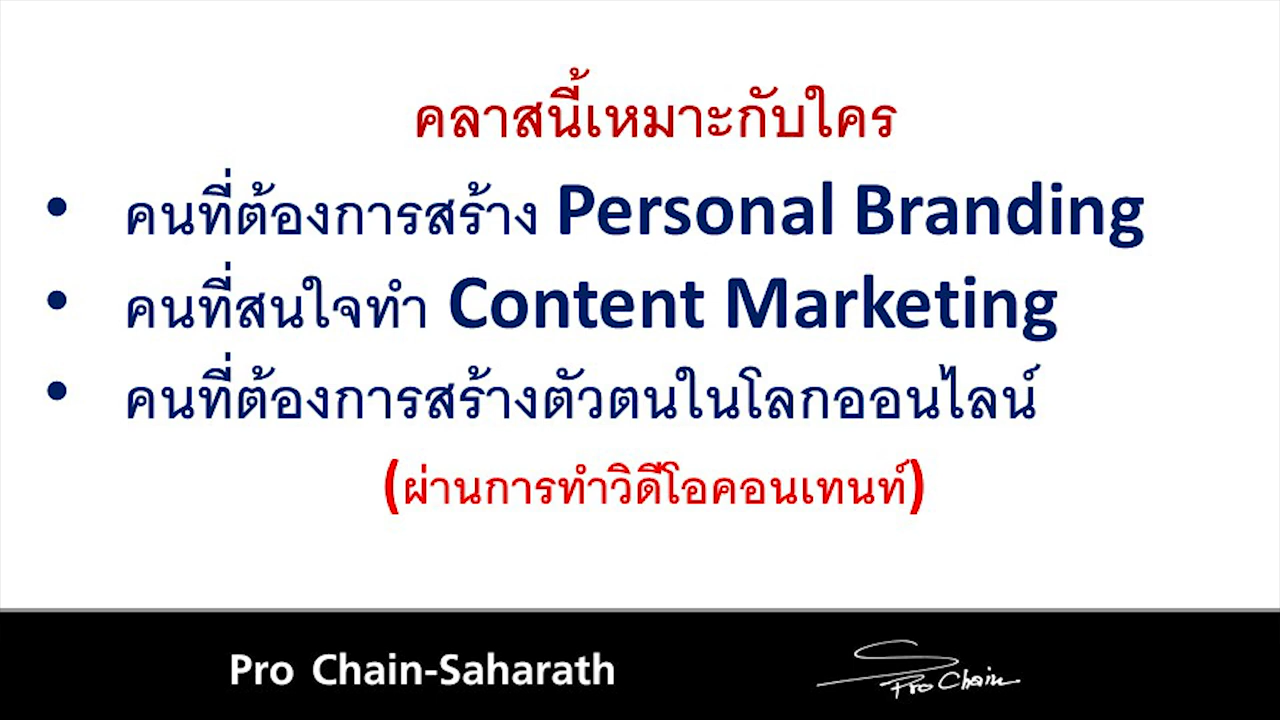 คลาสนี้เหมาะกับใคร
• คนที่ต้องการสร้าง Personal Branding
• คนที่สนใจทำ Content Marketing
• คนที่ต้องการสร้างตัวตนในโลกออนไลน์
(ผ่านการทำวิดีโอคอนเทนท์)
Pro Chain-Saharath
Pro Chain